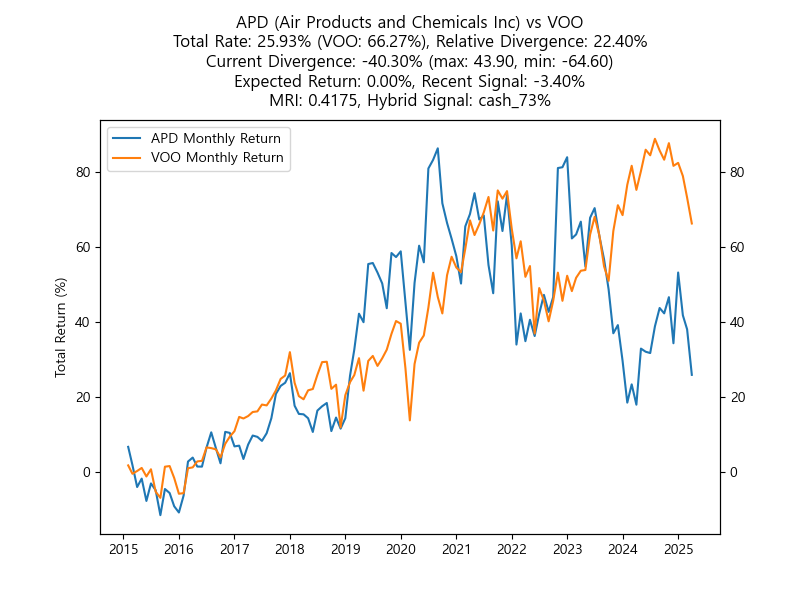 APD (Air Products and Chemicals Inc) vs VOO
Total Rate: 25.93% (VOO: 66.27%), Relative Divergence: 22.40%
Current Divergence: -40.30% (max: 43.90, min: -64.60)
Expected Return: 0.00%, Recent Signal: -3.40%
MRI: 0.4175, Hybrid Signal: cash_73%
APD Monthly Return
VOO Monthly Return
Total Return (%)
80 80
60 60
40 40
20 20
0 0
2015 2016 2017 2018 2019 2020 2021 2022 2023 2024 2025